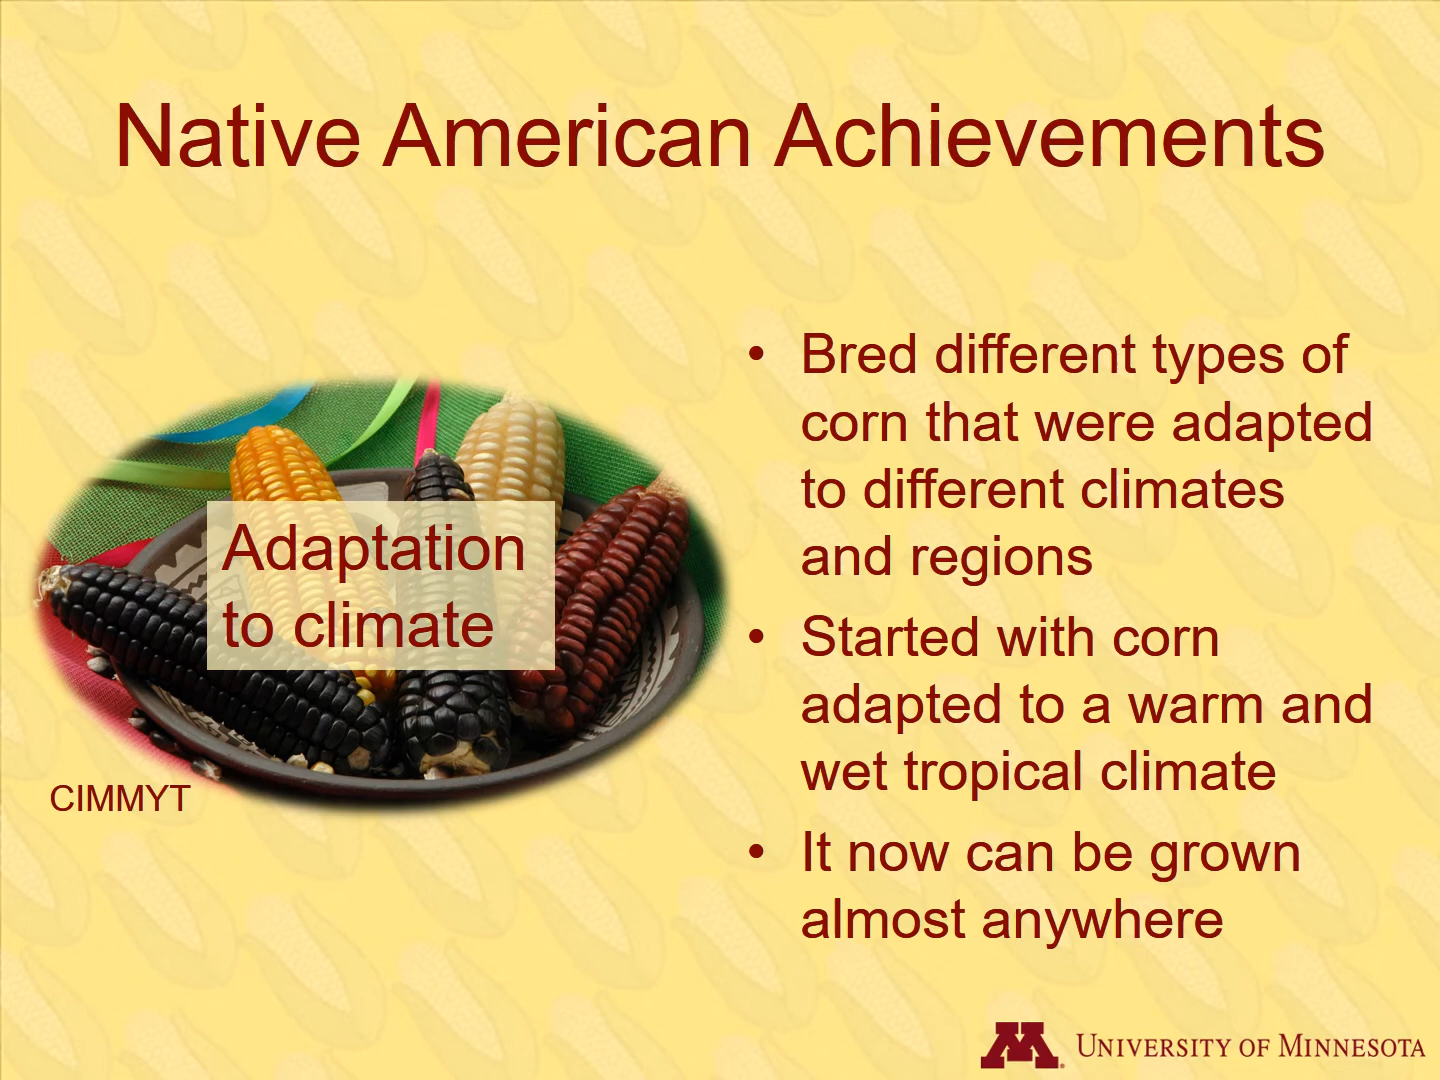 Native American Achievements
Adaptation
to climate
CIMMYT
• Bred different types of
corn that were adapted
to different climates
and regions
• Started with corn
adapted to a warm and
wet tropical climate
• It now can be grown
almost anywhere
M
UNIVERSITY OF MINNESOTA